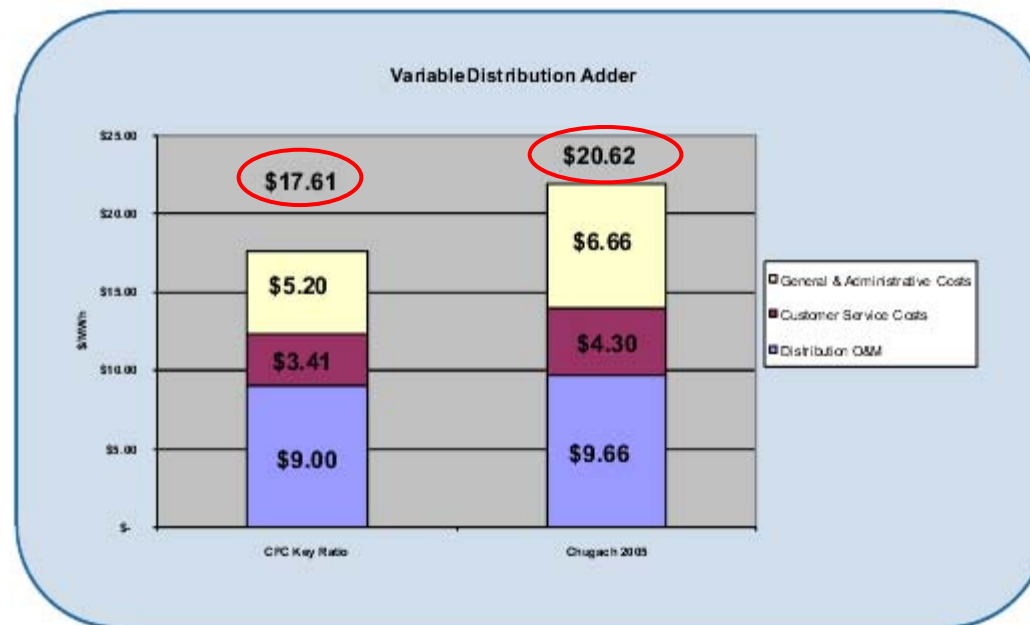 VariableDistribution Adder
$25.00
$20.00
$15.00
$10.00
$5.00
$-
$/MWh
$17.61
$5.20
$3.41
$9.00
$20.62
$6.66
$4.30
$9.66
CFC Key Ratio
Chugach 2005
General & Administrative Costs
Customer Service Costs
Distribution O&M